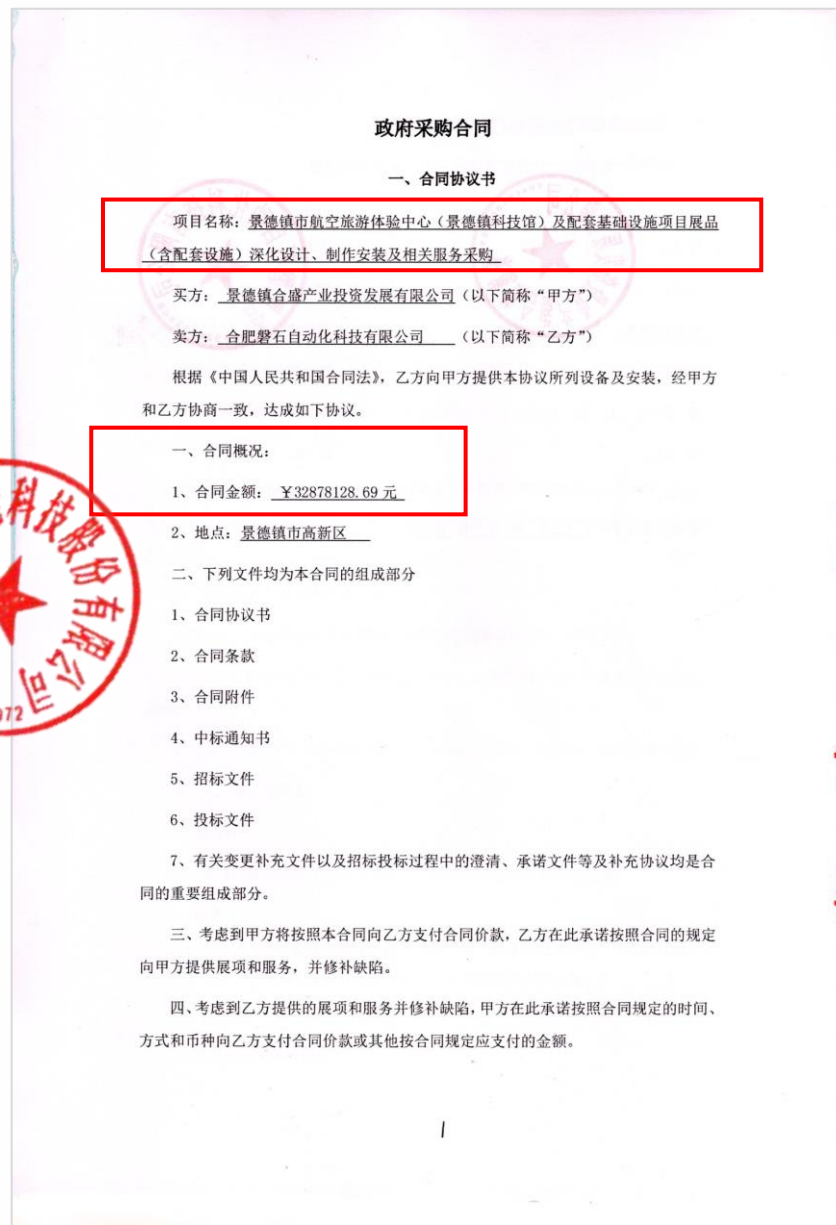 政府采购合同
一、合同协议书
项目名称：景德镇市航空旅游体验中心（景德镇科技馆）及配套基础设施项目展品
（含配套设施）深化设计、制作安装及相关服务采购
买方：景德镇合盛产业投资发展有限公司（以下简称“甲方”）
卖方：合肥磐石自动化科技有限公司（以下简称“乙方”）
根据《中国人民共和国合同法》，乙方向甲方提供本协议所列设备及安装，经甲方
和乙方协商一致，达成如下协议。
一、合同概况：
1、合同金额：￥32878128.69 元
2、地点：景德镇市高新区
二、下列文件均为本合同的组成部分
1、合同协议书
2、合同条款
3、合同附件
4、中标通知书
5、招标文件
6、投标文件
7、有关变更补充文件以及招标投标过程中的澄清、承诺文件等及补充协议均是合
同的重要组成部分。
三、考虑到甲方将按照本合同向乙方支付合同价款，乙方在此承诺按照合同的规定
向甲方提供展项和服务，并修补缺陷。
四、考虑到乙方提供的展项和服务并修补缺陷，甲方在此承诺按照合同规定的时间、
方式和币种向乙方支付合同价款或其他按合同规定应支付的金额。
科技股份有限公司
972
1